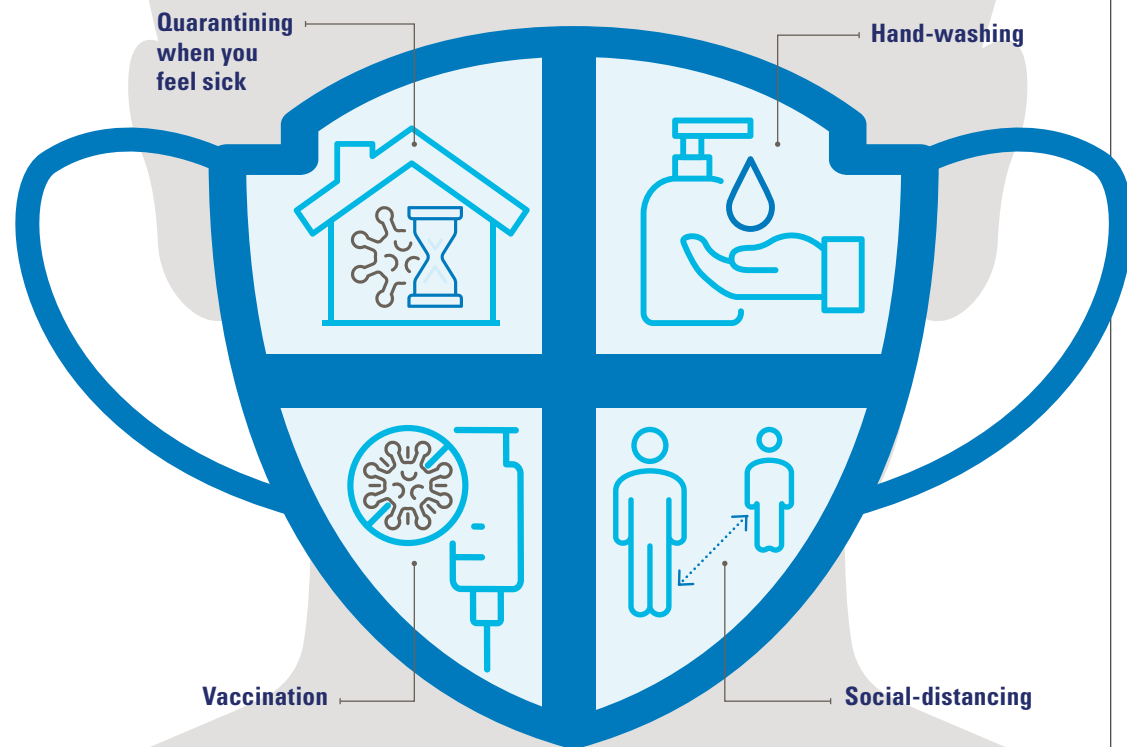 Quarantining
when you
feel sick
Hand-washing
Vaccination
Social-distancing